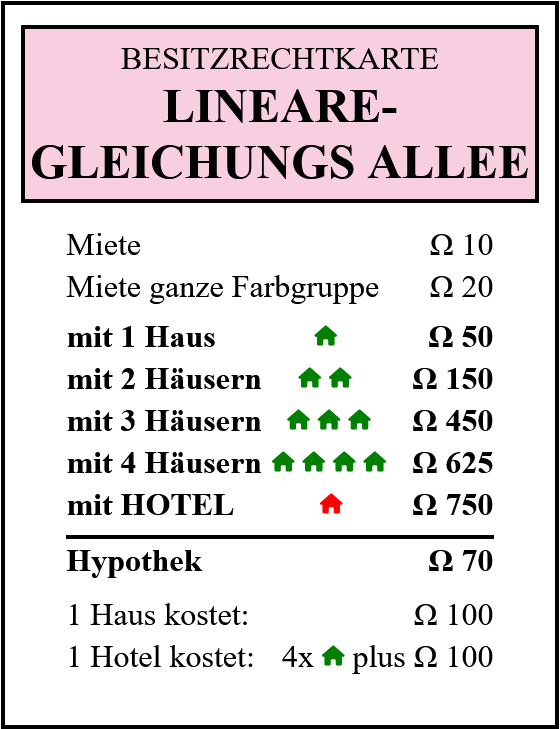 BESITZRECHTKARTE
LINEARE-
GLEICHUNGS ALLEE
Miete Ω 10
Miete ganze Farbgruppe Ω 20
mit 1 Haus Ω 50
mit 2 Häusern Ω 150
mit 3 Häusern Ω 450
mit 4 Häusern Ω 625
mit HOTEL Ω 750
Hypothek Ω 70
1 Haus kostet: Ω 100
1 Hotel kostet: 4x plus Ω 100